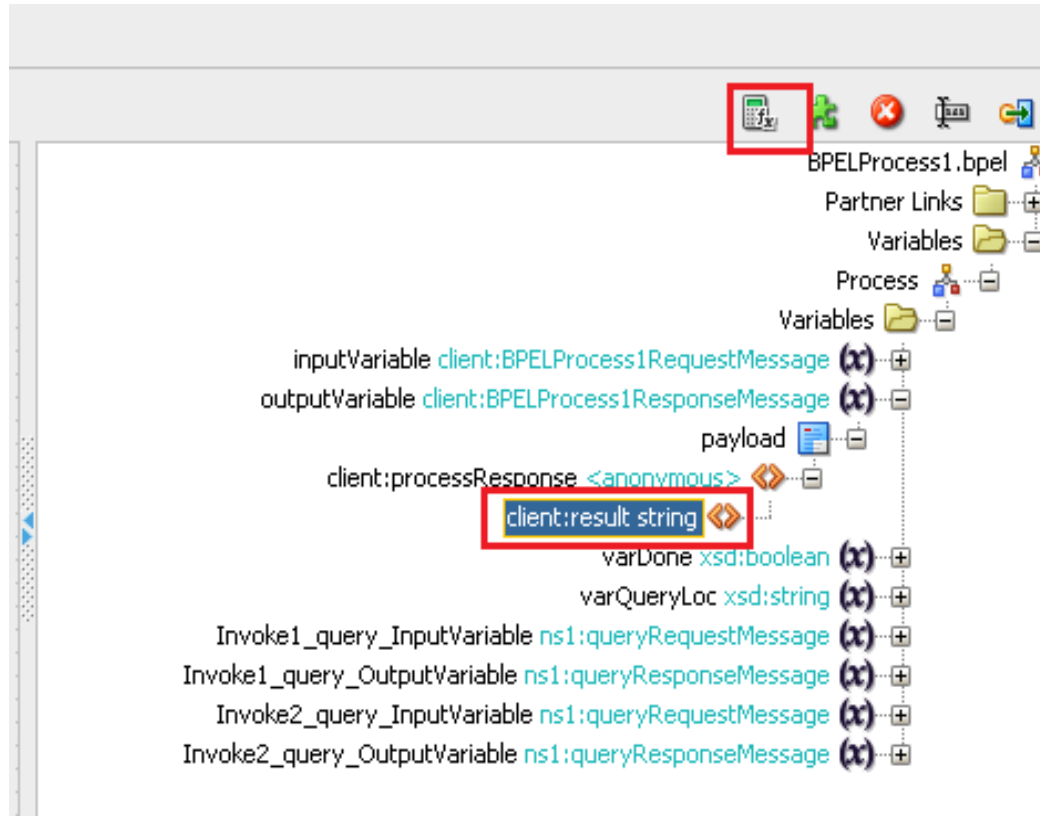 BPELProcess1.bpel
Partner Links
Variables
Process
Variables
inputVariable client:BPELProcess1RequestMessage (x)
outputVariable client:BPELProcess1ResponseMessage (x)
payload
client:processResponse <anonymous>
client:result string
varDone xsd:boolean (x)
varQueryLoc xsd:string (x)
Invoke1_query_InputVariable ns1:queryRequestMessage (x)
Invoke1_query_OutputVariable ns1:queryResponseMessage (x)
Invoke2_query_InputVariable ns1:queryRequestMessage (x)
Invoke2_query_OutputVariable ns1:queryResponseMessage (x)